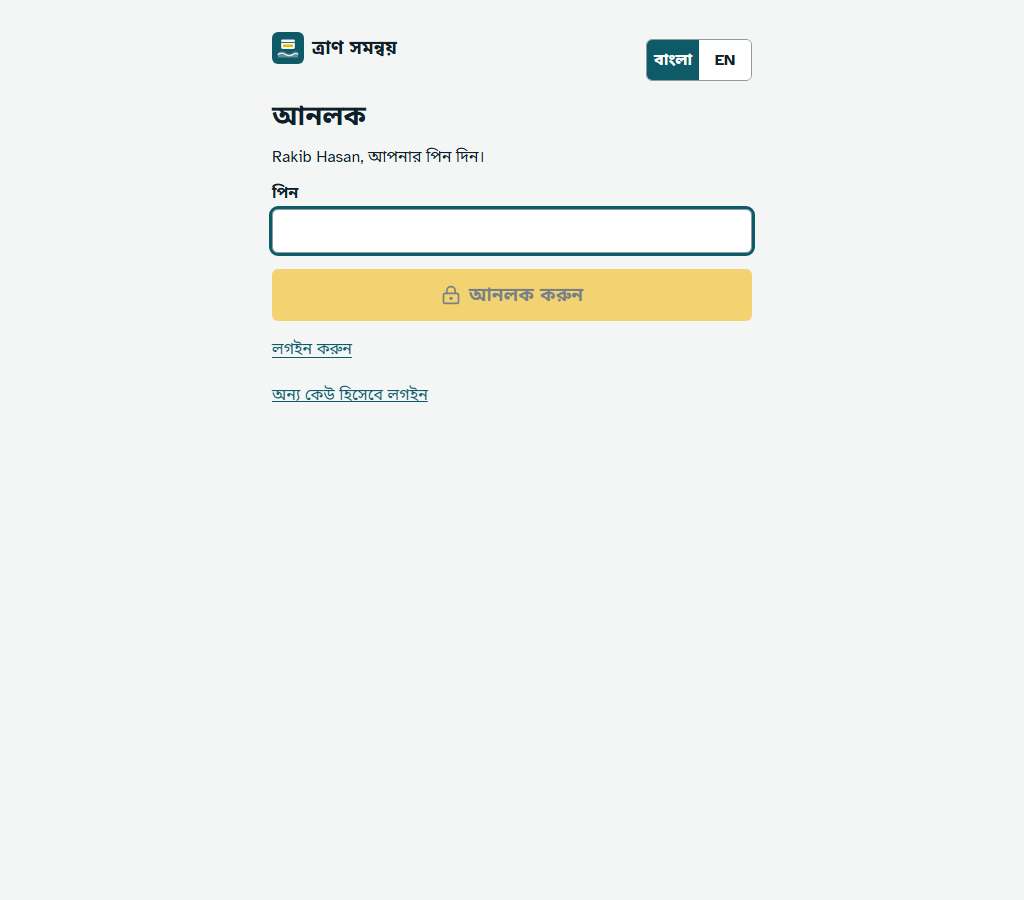 ত্রাণ সমন্বয়
বাংলা EN
আনলক
Rakib Hasan, আপনার পিন দিন।
পিন
আনলক করুন
লগইন করুন
অন্য কেউ হিসেবে লগইন